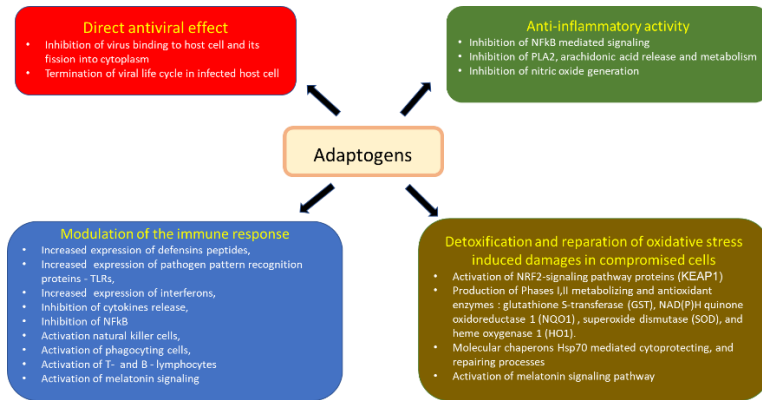 Direct antiviral effect
• Inhibition of virus binding to host cell and its
fission into cytoplasm
• Termination of viral life cycle in infected host cell
Anti-inflammatory activity
• Inhibition of NFkB mediated signaling
• Inhibition of PLA2, arachidonic acid release and metabolism
• Inhibition of nitric oxide generation
Adaptogens
Modulation of the immune response
• Increased expression of defensins peptides,
• Increased expression of pathogen pattern recognition
proteins - TLRs,
• Increased expression of interferons,
• Inhibition of cytokines release,
• Inhibition of NFkB
• Activation natural killer cells,
• Activation of phagocyting cells,
• Activation of T- and B - lymphocytes
• Activation of melatonin signaling
Detoxification and reparation of oxidative stress
induced damages in compromised cells
• Activation of NRF2-signaling pathway proteins (KEAP1)
• Production of Phases I,II metabolizing and antioxidant
enzymes : glutathione S-transferase (GST), NAD(P)H quinone
oxidoreductase 1 (NQO1) , superoxide dismutase (SOD), and
heme oxygenase 1 (HO1).
• Molecular chaperons Hsp70 mediated cytoprotecting, and
repairing processes
• Activation of melatonin signaling pathway